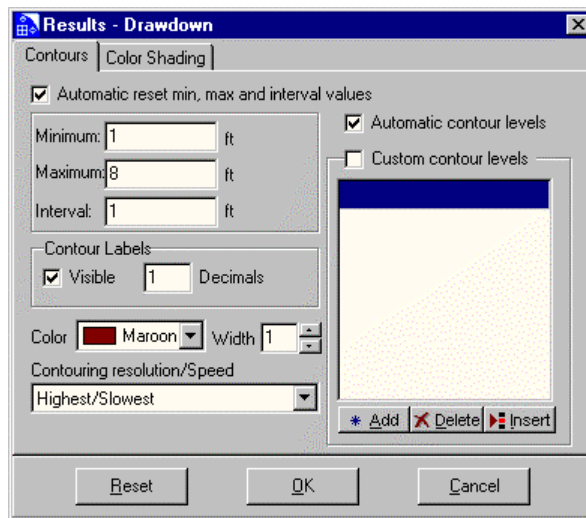 Results - Drawdown
Contours
Color Shading
Automatic reset min, max and interval values
Minimum: 1 ft
Maximum: 8 ft
Interval: 1 ft
Automatic contour levels
Custom contour levels
Contour Labels
Visible 1 Decimals
Color Maroon Width 1
Contouring resolution/Speed
Highest/Slowest
Add Delete Insert
Reset OK Cancel